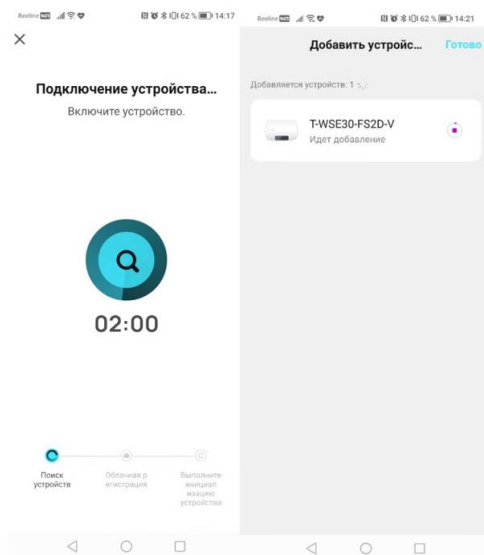 Beeline 62 % 14:17
Подключение устройства...
Включите устройство.
02:00
Поиск
устройств
Облачная р
егистрация
Выполните
инициал
изацию
устройства
Beeline 62 % 14:21
Добавить устройс... Готово
Добавляется устройств: 1
T-WSE30-FS2D-V
Идет добавление